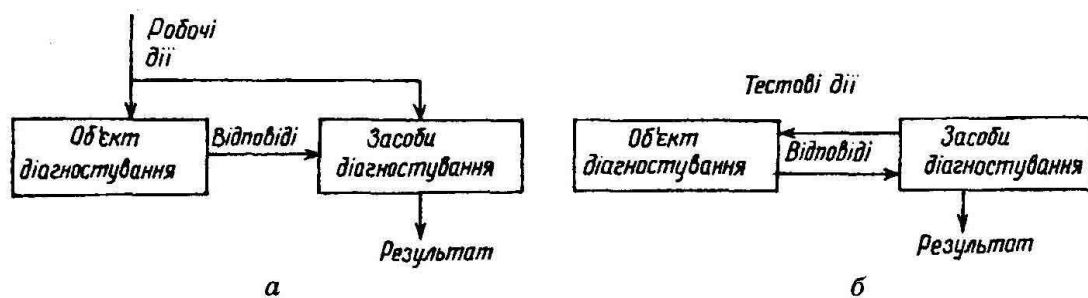 Робочі
дії
Об'єкт
діагностування
Відповіді
Засоби
діагностування
Результат
а
Тестові дії
Об'єкт
діагностування
Відповіді
Засоби
діагностування
Результат
б